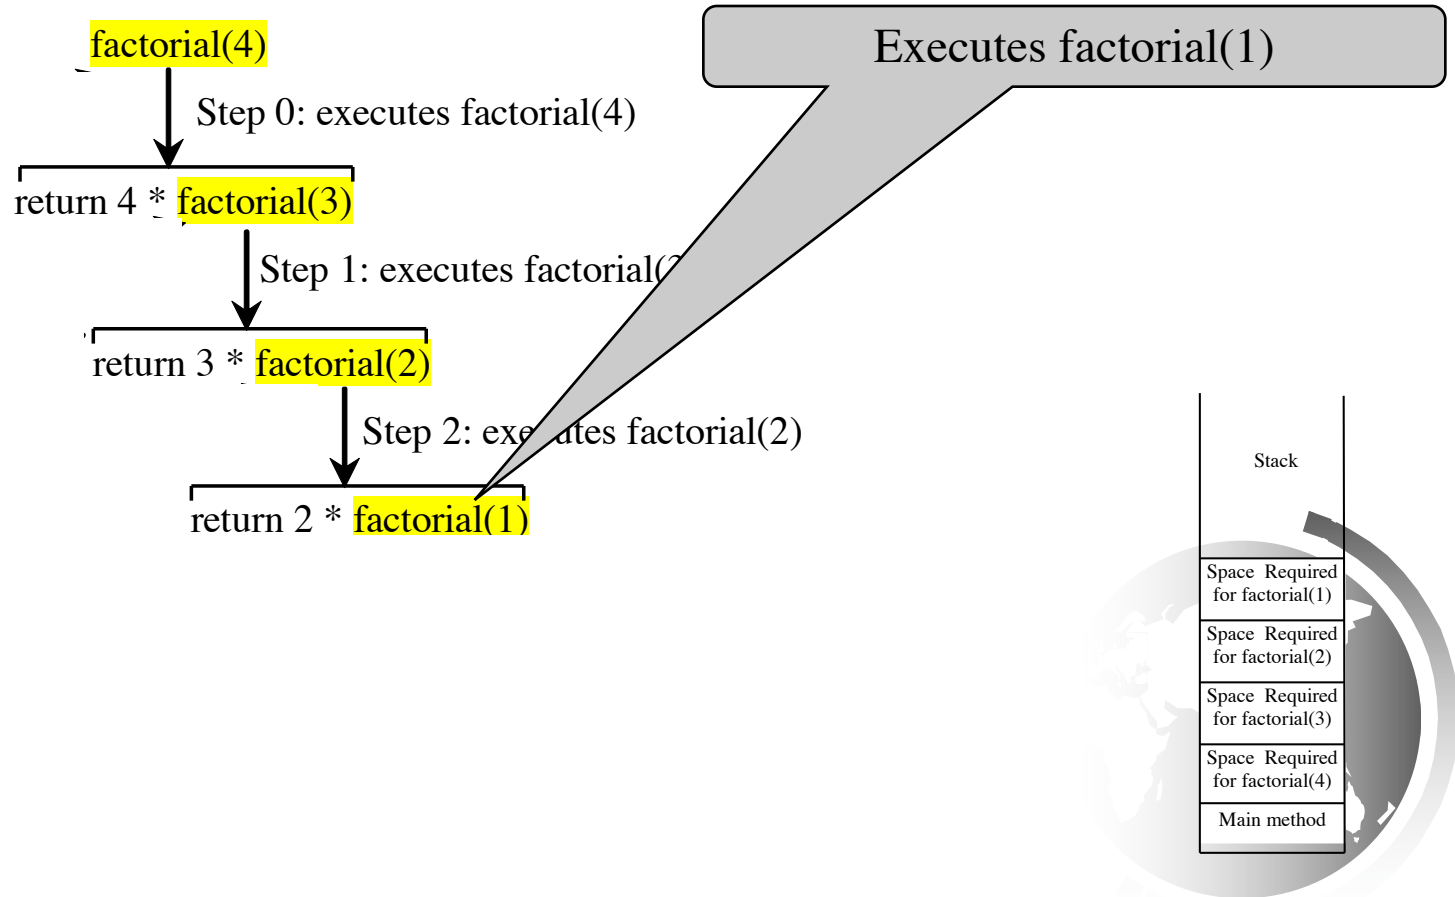 factorial(4)
Executes factorial(1)
Step 0: executes factorial(4)
return 4 * factorial(3)
Step 1: executes factorial(
return 3 * factorial(2)
Step 2: executes factorial(2)
return 2 * factorial(1)
Stack
Space Required
for factorial(1)
Space Required
for factorial(2)
Space Required
for factorial(3)
Space Required
for factorial(4)
Main method